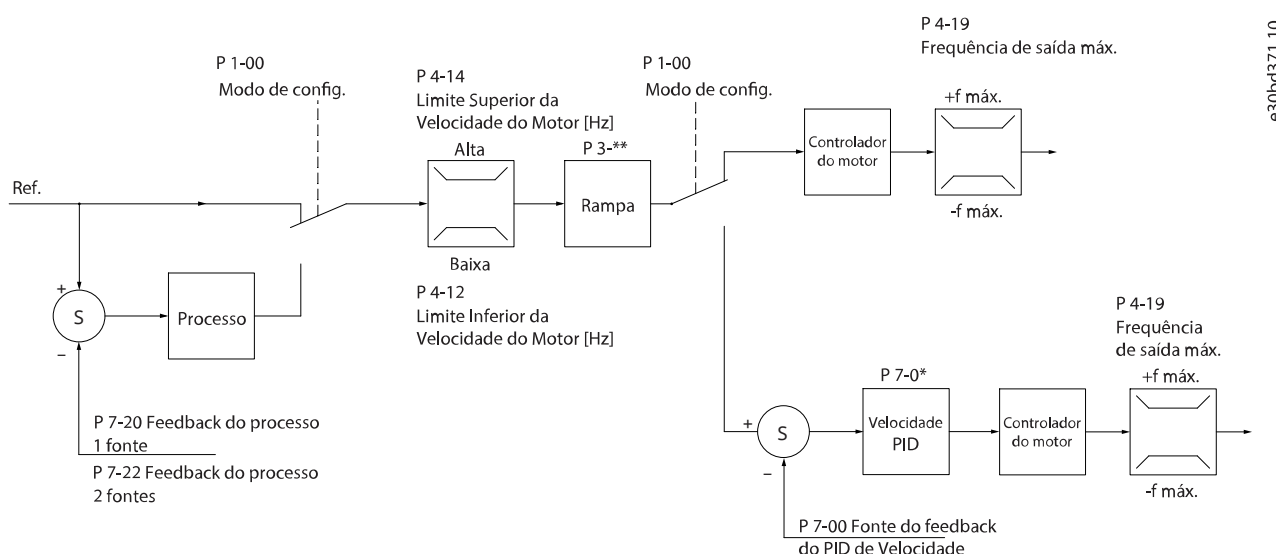 P 4-19
Frequência de saída máx.
e30bd371.10
P 1-00
Modo de config.
P 4-14
Limite Superior da
Velocidade do Motor [Hz]
P 1-00
Modo de config.
+f máx.
Alta
P 3-**
Controlador
do motor
Ref.
Rampa
-f máx.
Baixa
+
S
–
Processo
P 4-12
Limite Inferior da
Velocidade do Motor [Hz]
P 4-19
Frequência
de saída máx.
P 7-0*
+f máx.
P 7-20 Feedback do processo
1 fonte
P 7-22 Feedback do processo
2 fontes
+
S
–
Velocidade
PID
Controlador
do motor
-f máx.
P 7-00 Fonte do feedback
do PID de Velocidade